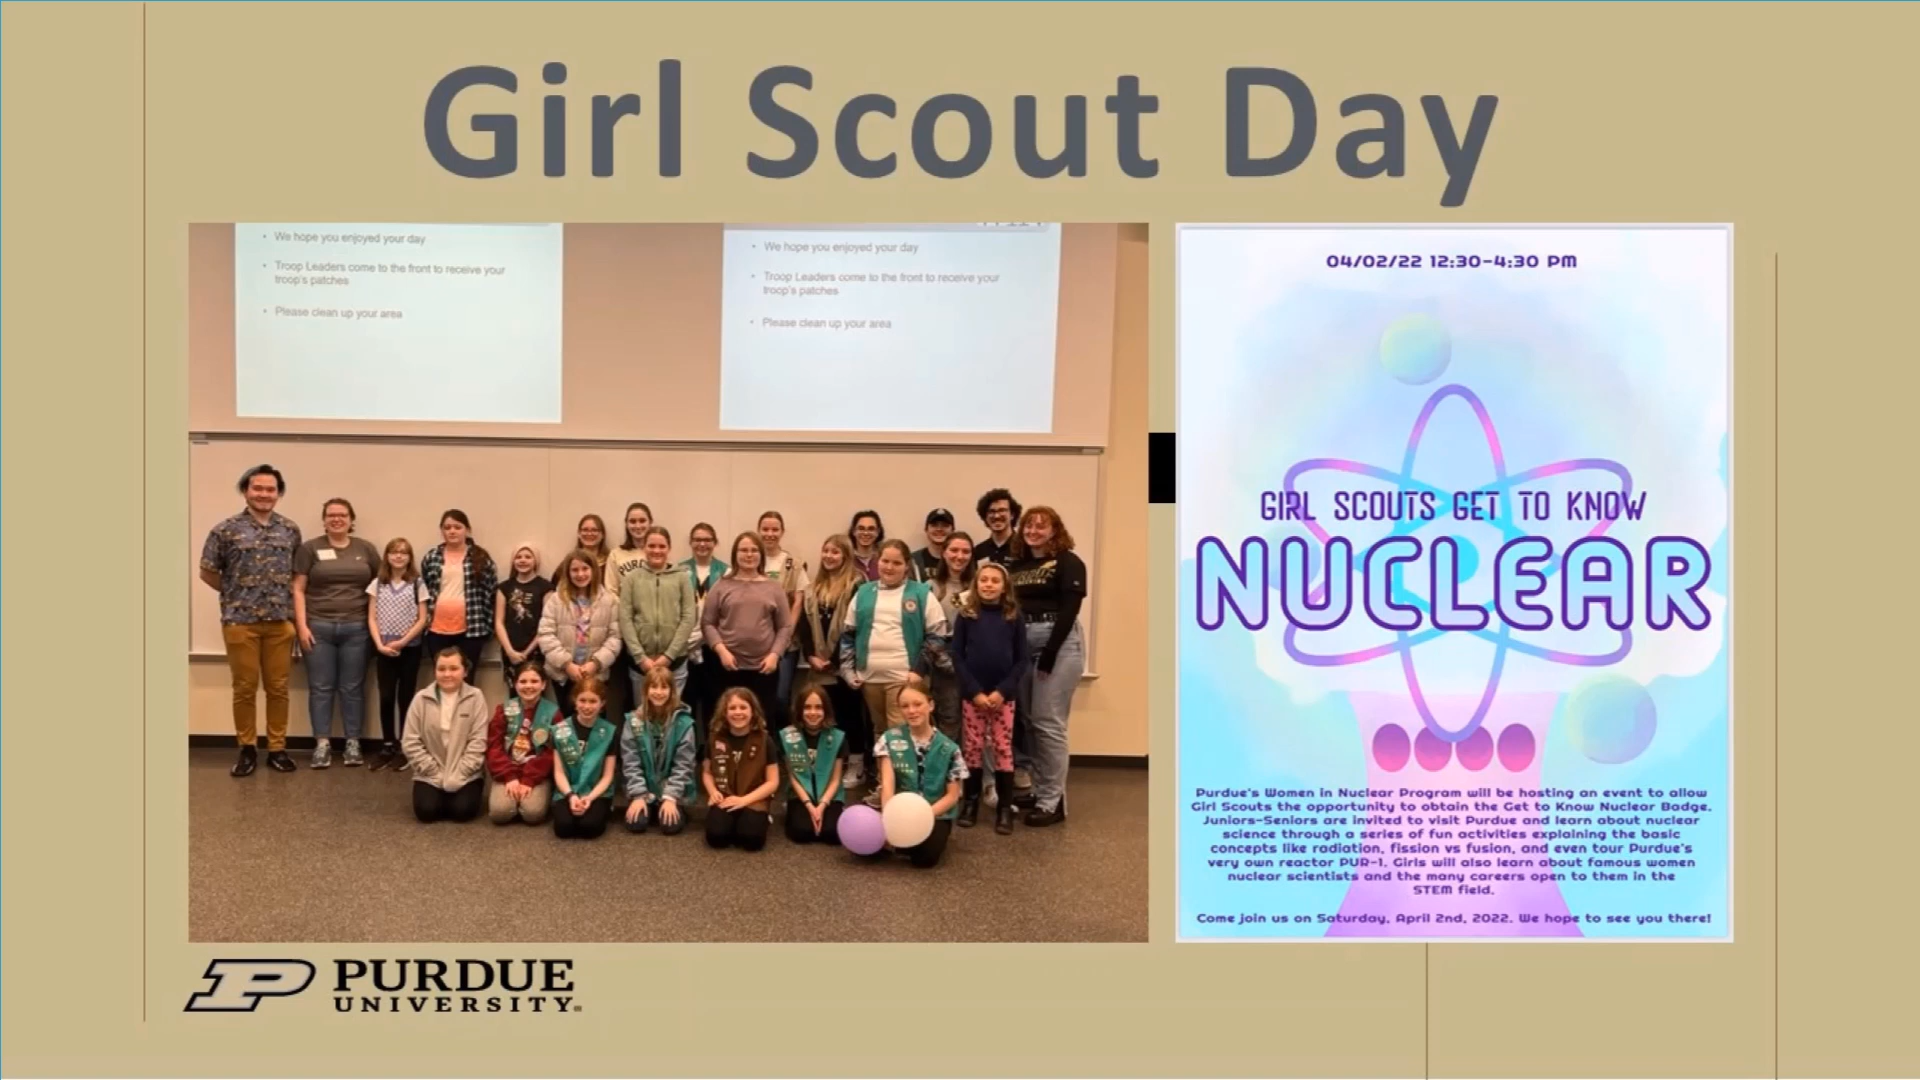 Girl Scout Day
• We hope you enjoyed your day
• Troop Leaders come to the front to receive your
troop's patches
• Please clean up your area
• We hope you enjoyed your day
• Troop Leaders come to the front to receive your
troop's patches
• Please clean up your area
PURDUE
04/02/22 12:30-4:30 PM
GIRL SCOUTS GET TO KNOW
NUCLEAR
Purdue's Women in Nuclear Program will be hosting an event to allow
Girl Scouts the opportunity to obtain the Get to Know Nuclear Badge.
Juniors-Seniors are invited to visit Purdue and learn about nuclear
science through a series of fun activities explaining the basic
concepts like radiation, fission vs fusion, and even tour Purdue's
very own reactor PUR-1. Girls will also learn about famous women
nuclear scientists and the many careers open to them in the
STEM field.
Come join us on Saturday, April 2nd, 2022. We hope to see you there!
P PURDUE
UNIVERSITY